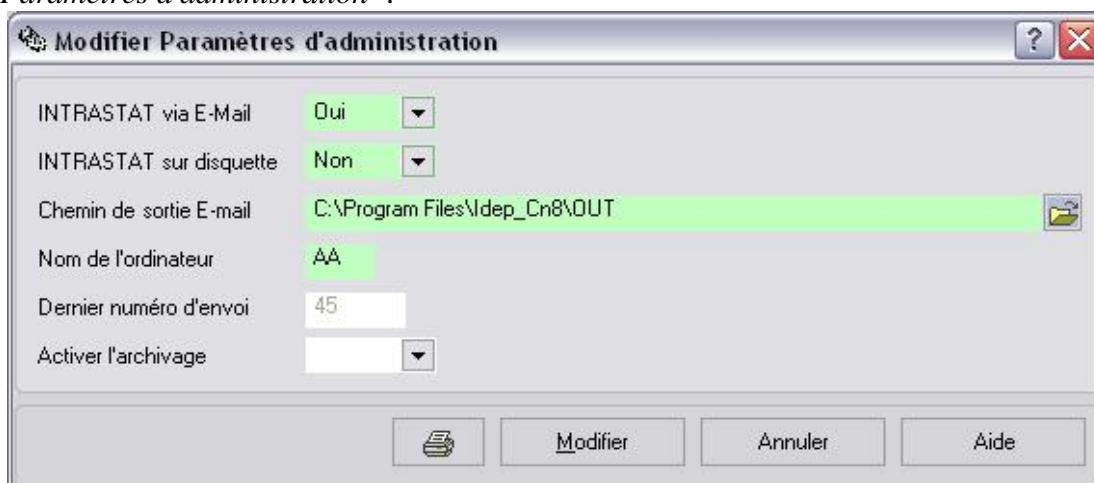 Paramètres d'administration" :
Modifier Paramètres d'administration
INTRASTAT via E-Mail Oui
INTRASTAT sur disquette Non
Chemin de sortie E-mail C:\Program Files\Idep_Cn8\OUT
Nom de l'ordinateur AA
Dernier numéro d'envoi 45
Activer l'archivage
Modifier Annuler Aide